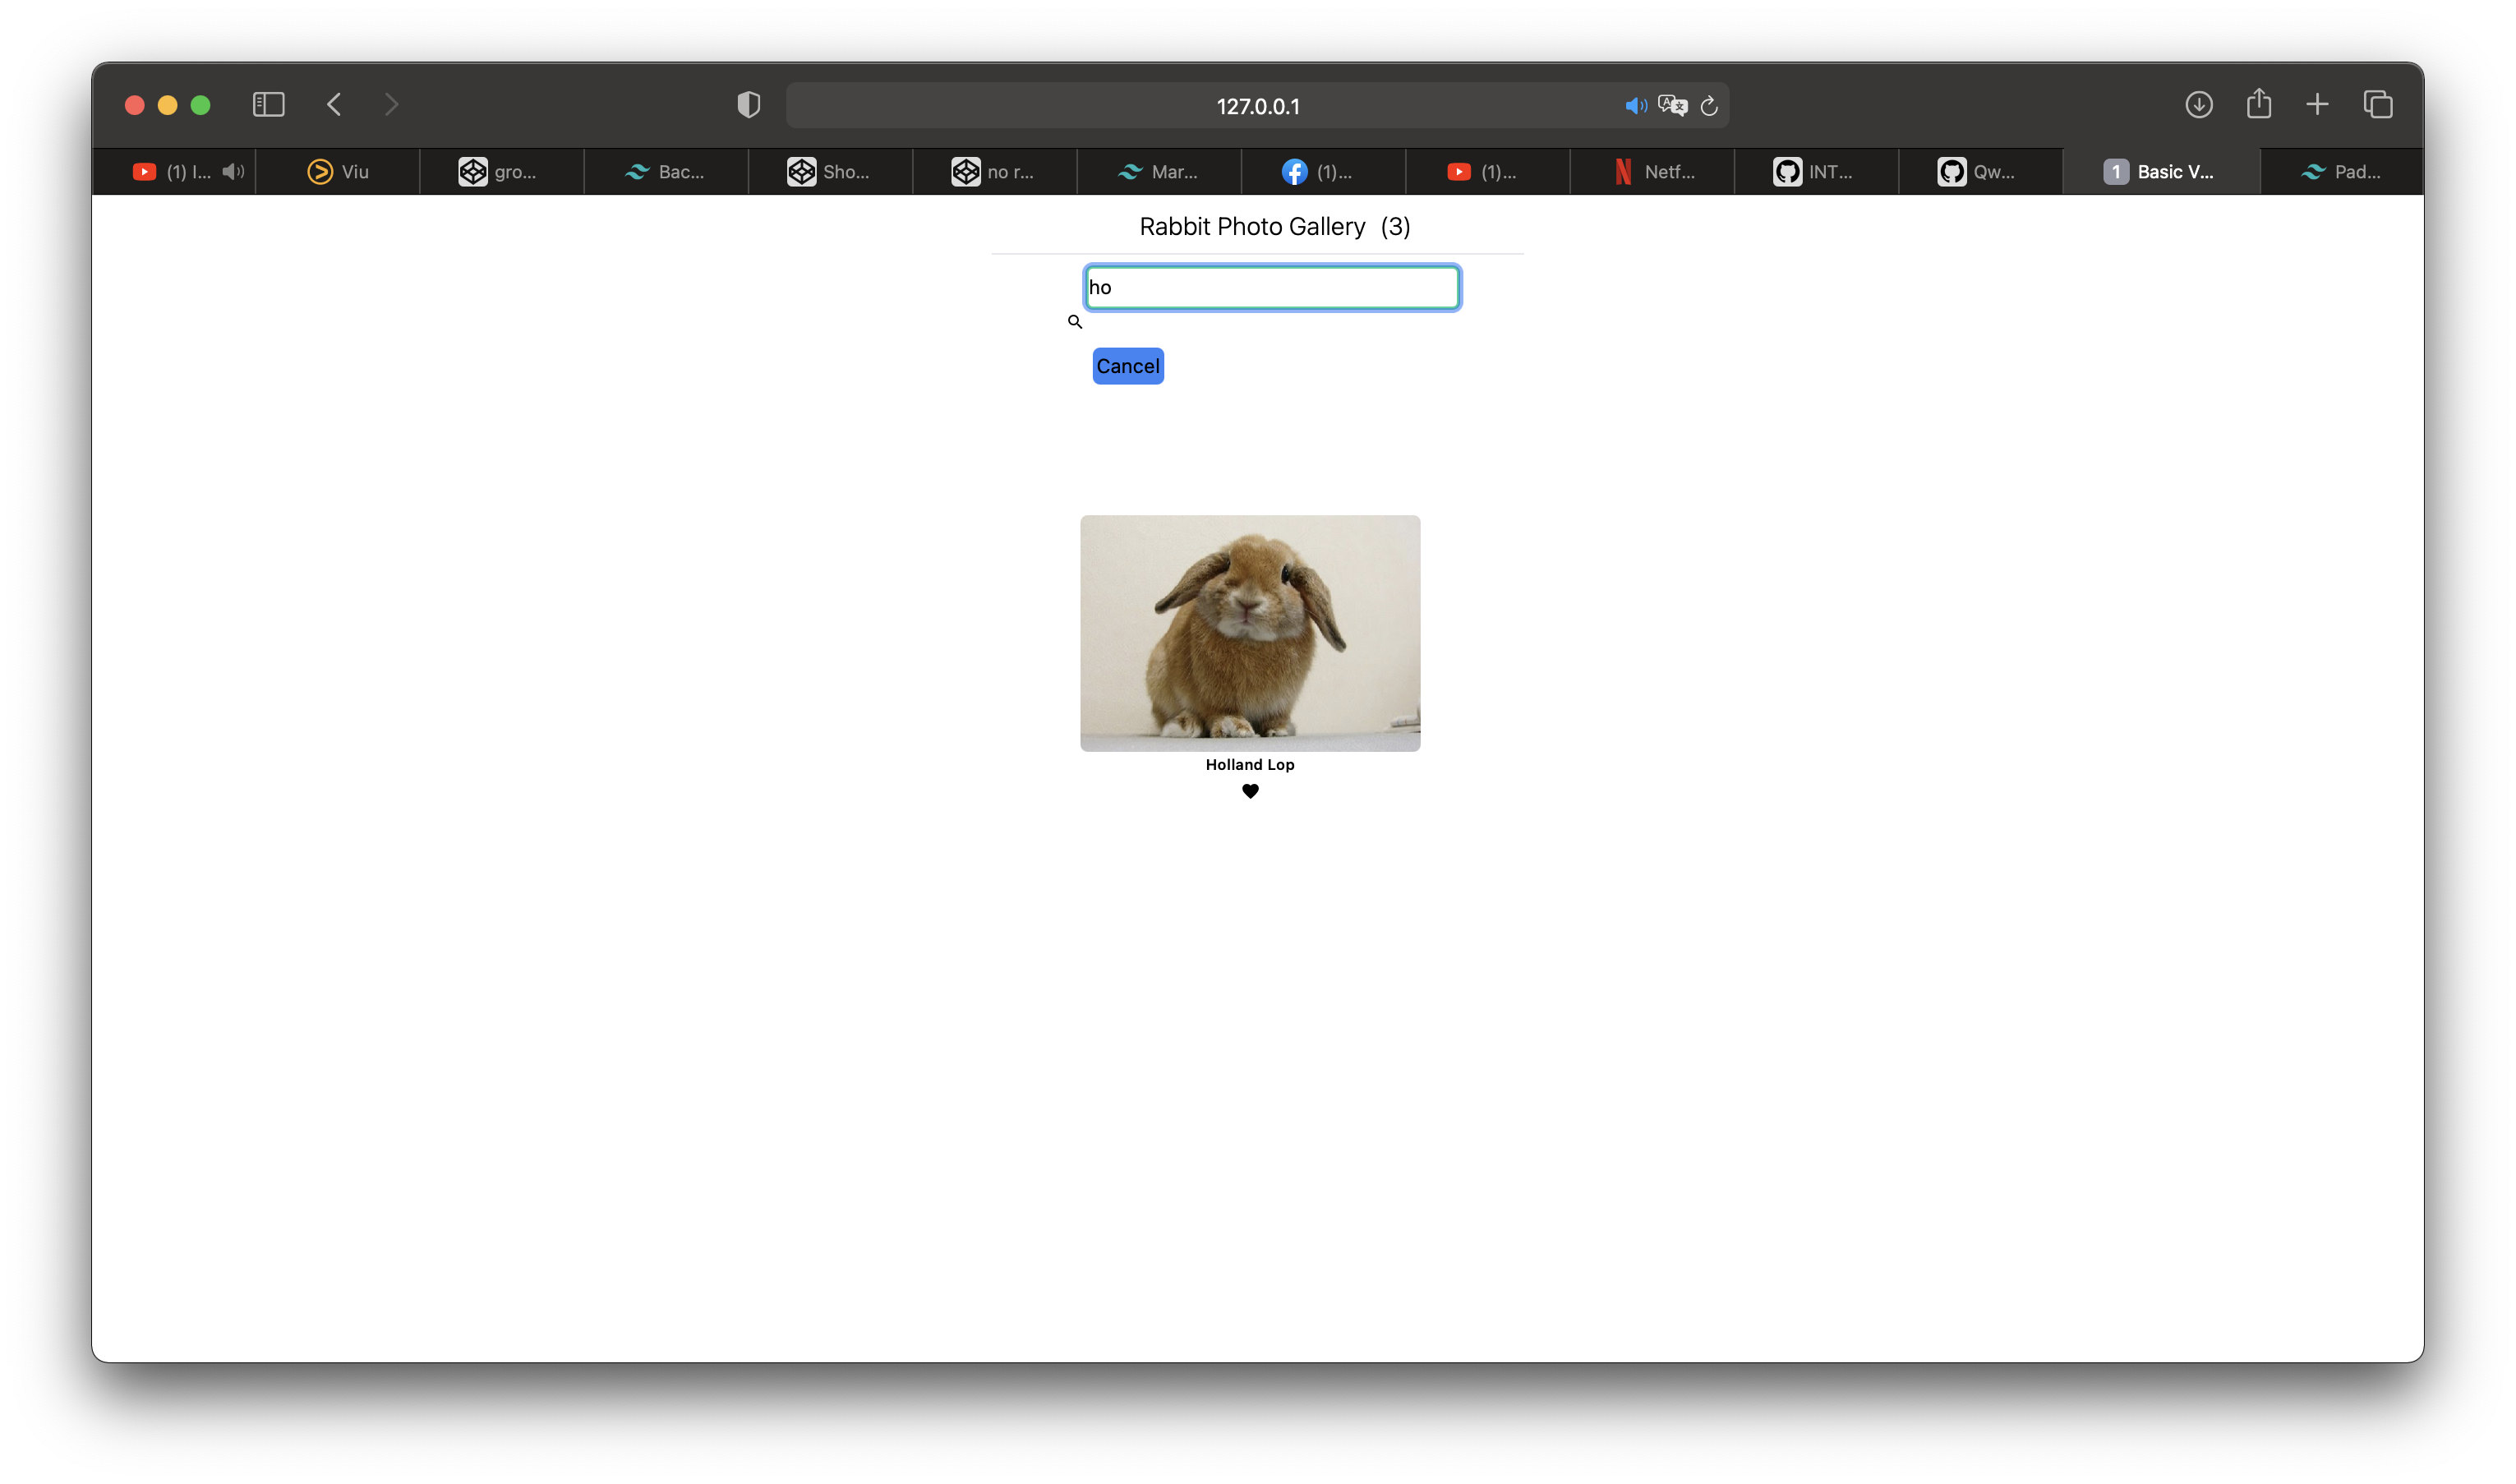 127.0.0.1
(1) I... Viu gro... Bac... Sho... no r... Mar... (1)... (1)... Netf... INT... Qw... 1 Basic V... Pad...
Rabbit Photo Gallery (3)
ho
Cancel
Holland Lop